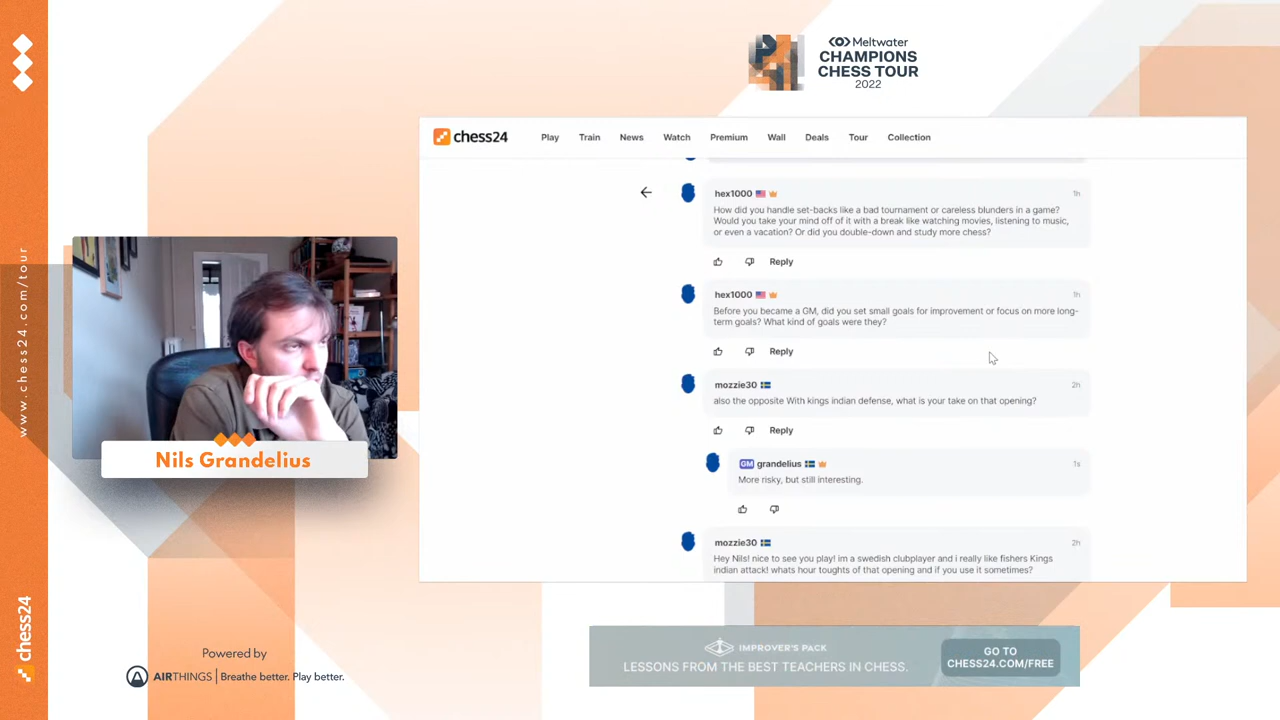 www.chess24.com/tour
chess24
Meltwater
CHAMPIONS
CHESS TOUR
2022
chess24
Play
Train
News
Watch
Premium
Wall
Deals
Tour
Collection
hex1000
1h
How did you handle set-backs like a bad tournament or careless blunders in a game?
Would you take your mind off of it with a break like watching movies, listening to music,
or even a vacation? Or did you double-down and study more chess?
Reply
hex1000
1h
Before you became a GM, did you set small goals for improvement or focus on more long-
term goals? What kind of goals were they?
Reply
mozzie30
2h
also the opposite With kings indian defense, what is your take on that opening?
Reply
GM grandelius
1s
More risky, but still interesting.
mozzie30
2h
Hey Nils! nice to see you play! im a swedish clubplayer and i really like fishers Kings
indian attack! whats hour toughts of that opening and if you use it sometimes?
Nils Grandelius
Powered by
AIRTHINGS Breathe better. Play better.
IMPROVER'S PACK
LESSONS FROM THE BEST TEACHERS IN CHESS.
GO TO
CHESS24.COM/FREE